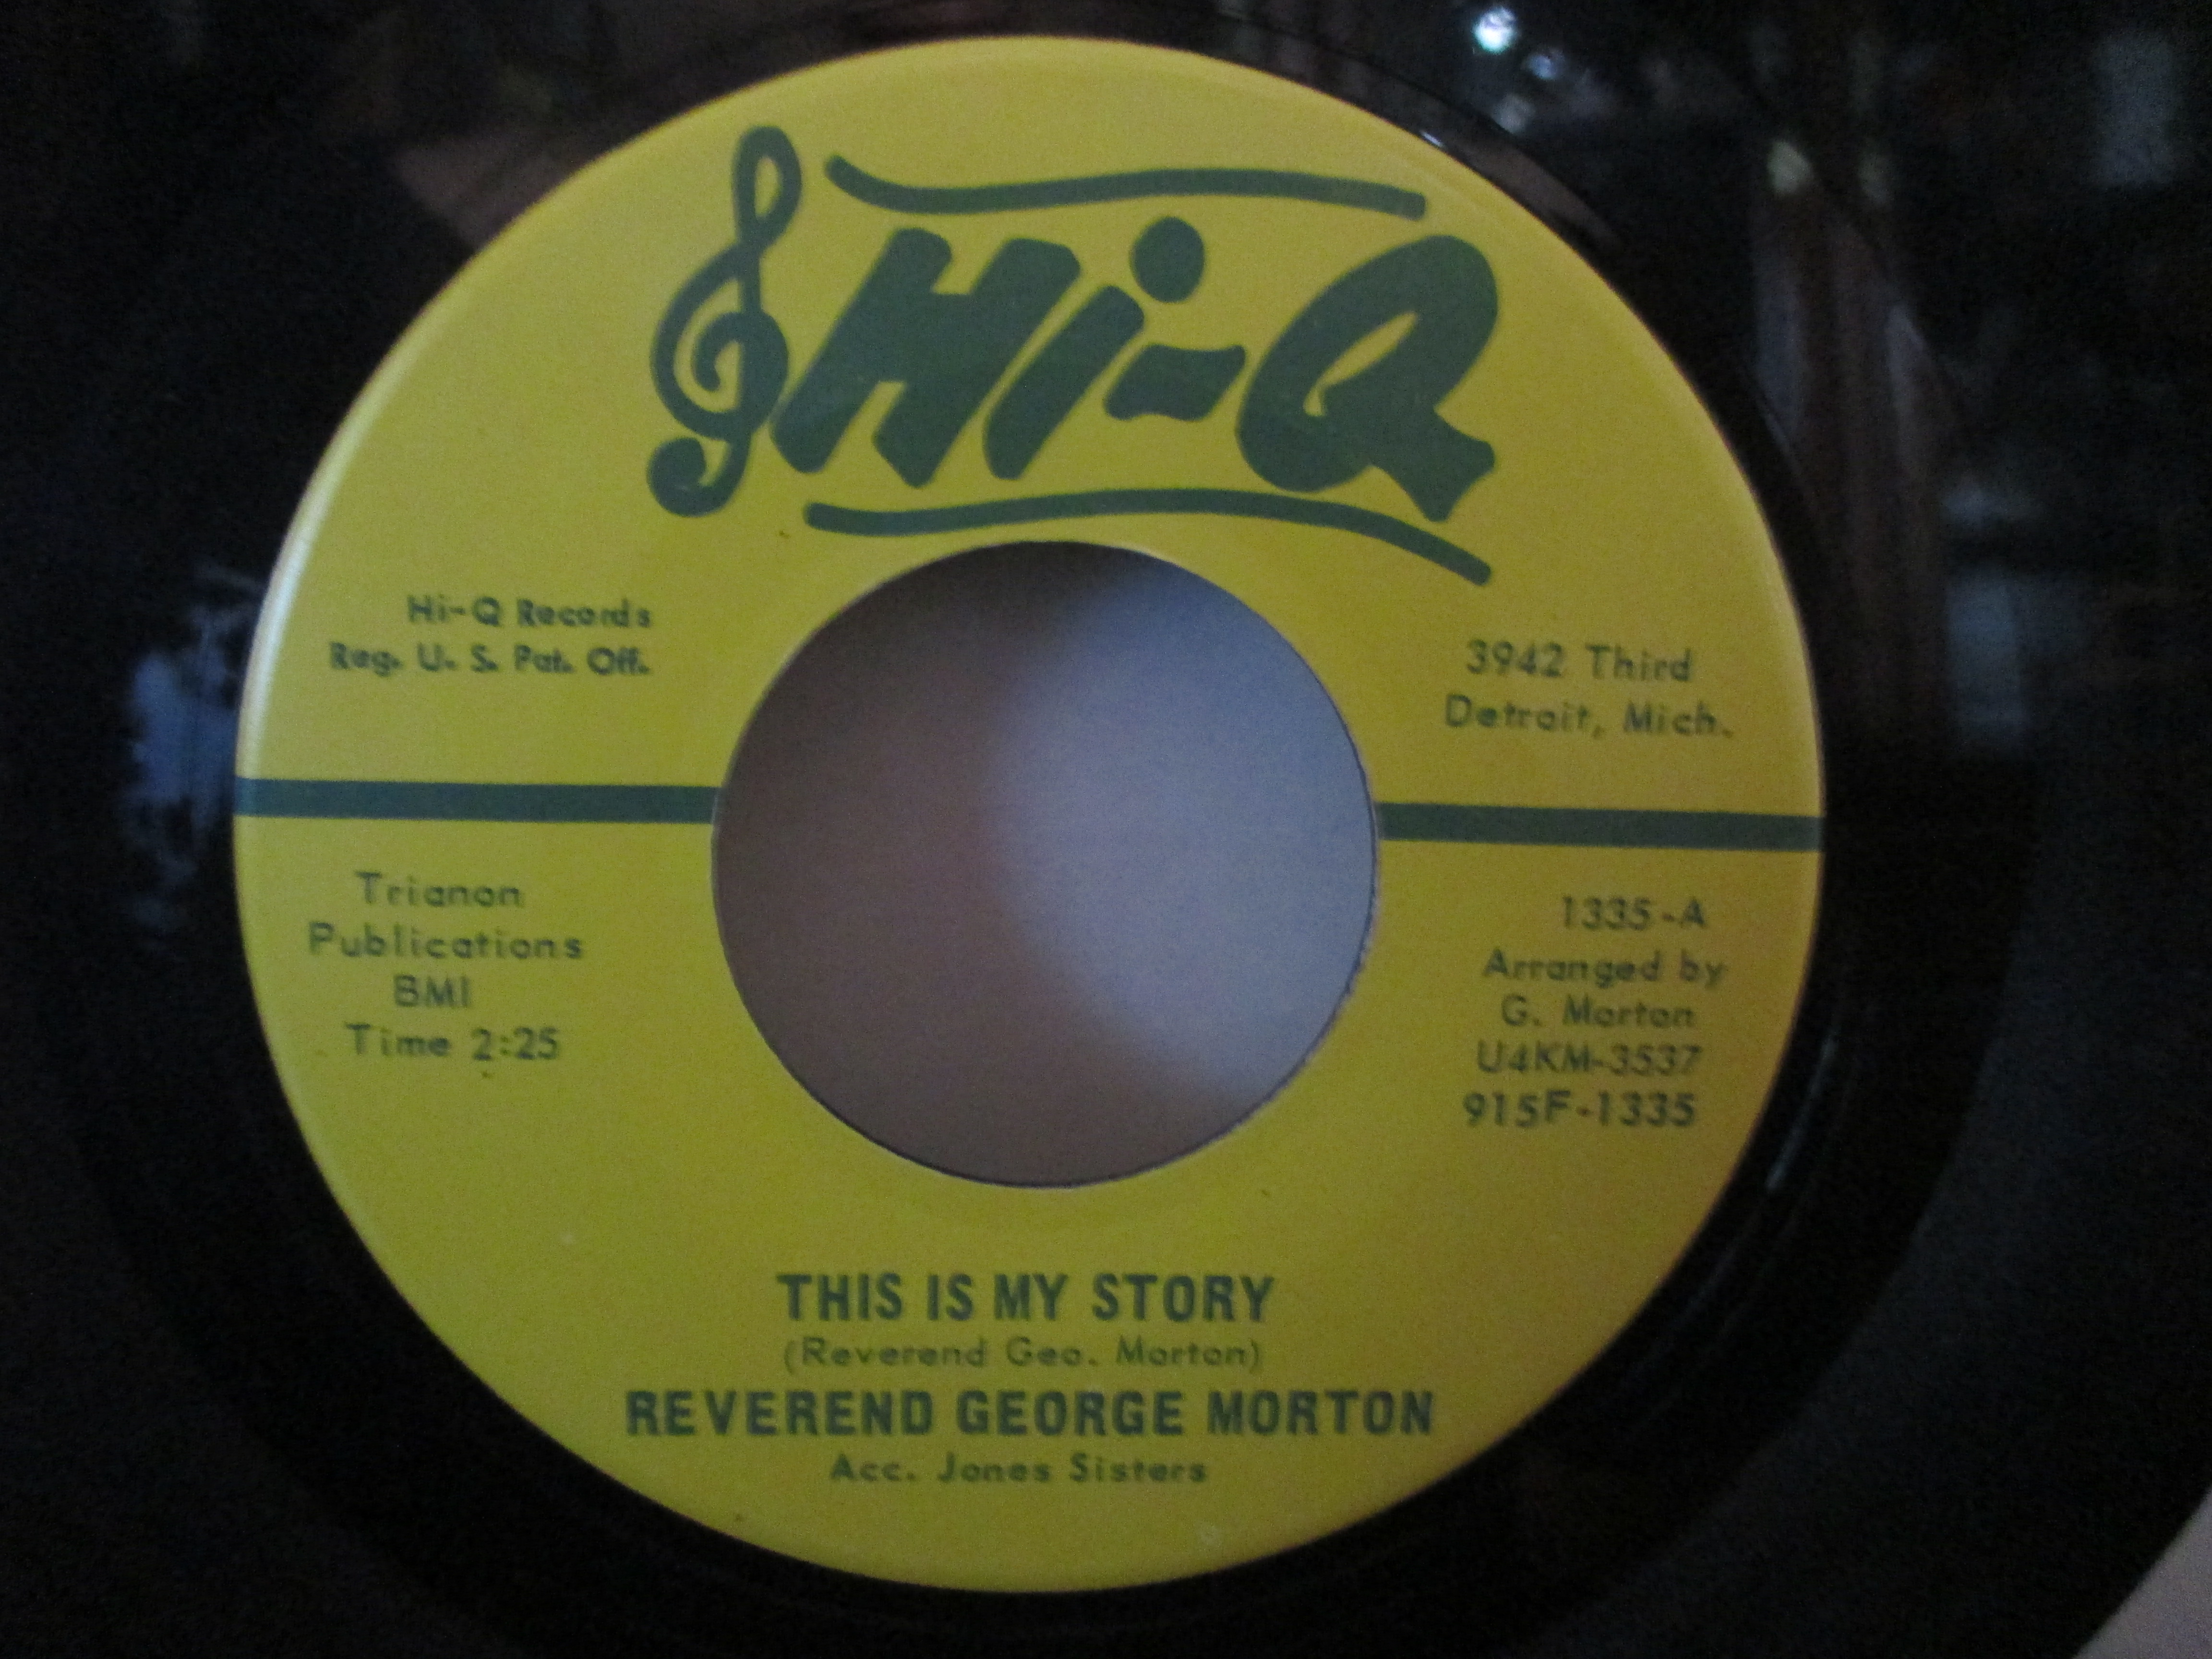 Hi-Q
Hi-Q Records
Reg. U. S. Pat. Off.
3942 Third
Detroit, Mich.
Trianon
Publications
BMI
Time 2:25
1335-A
Arranged by
G. Morton
U4KM-3537
915F-1335
THIS IS MY STORY
(Reverend Geo. Morton)
REVEREND GEORGE MORTON
Acc. Jones Sisters